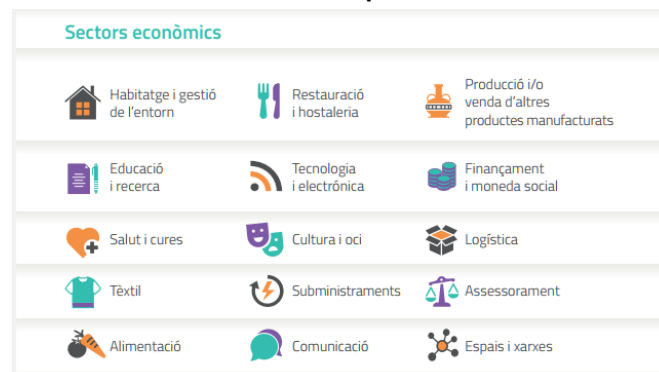 Sectors econòmics
Habitatge i gestió
de l'entorn
Restauració
i hostaleria
Producció i/o
venda d'altres
productes manufacturats
Educació
i recerca
Tecnologia
i electrónica
Finançament
i moneda social
Salut i cures
Cultura i oci
Logística
Tèxtil
Subministraments
Assessorament
Alimentació
Comunicació
Espais i xarxes